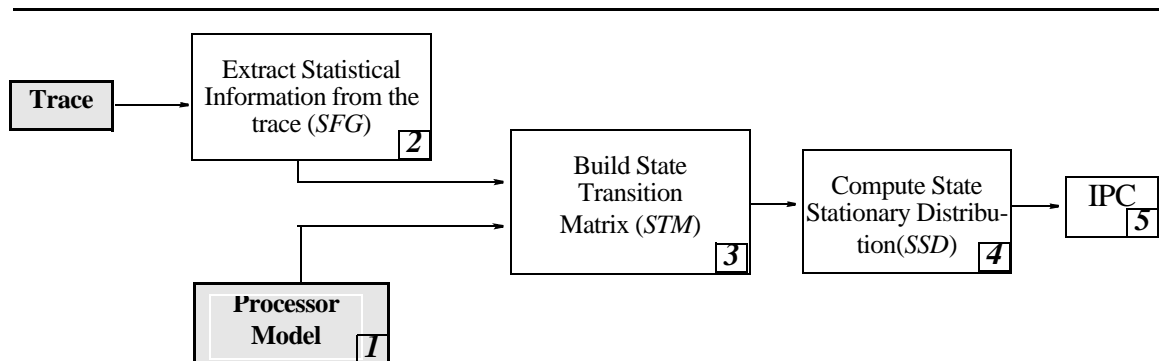 Trace
Extract Statistical
Information from the
trace (SFG)
2
Build State
Transition
Matrix (STM)
3
Compute State
Stationary Distribu-
tion(SSD)
4
IPC
5
Processor
Model
1